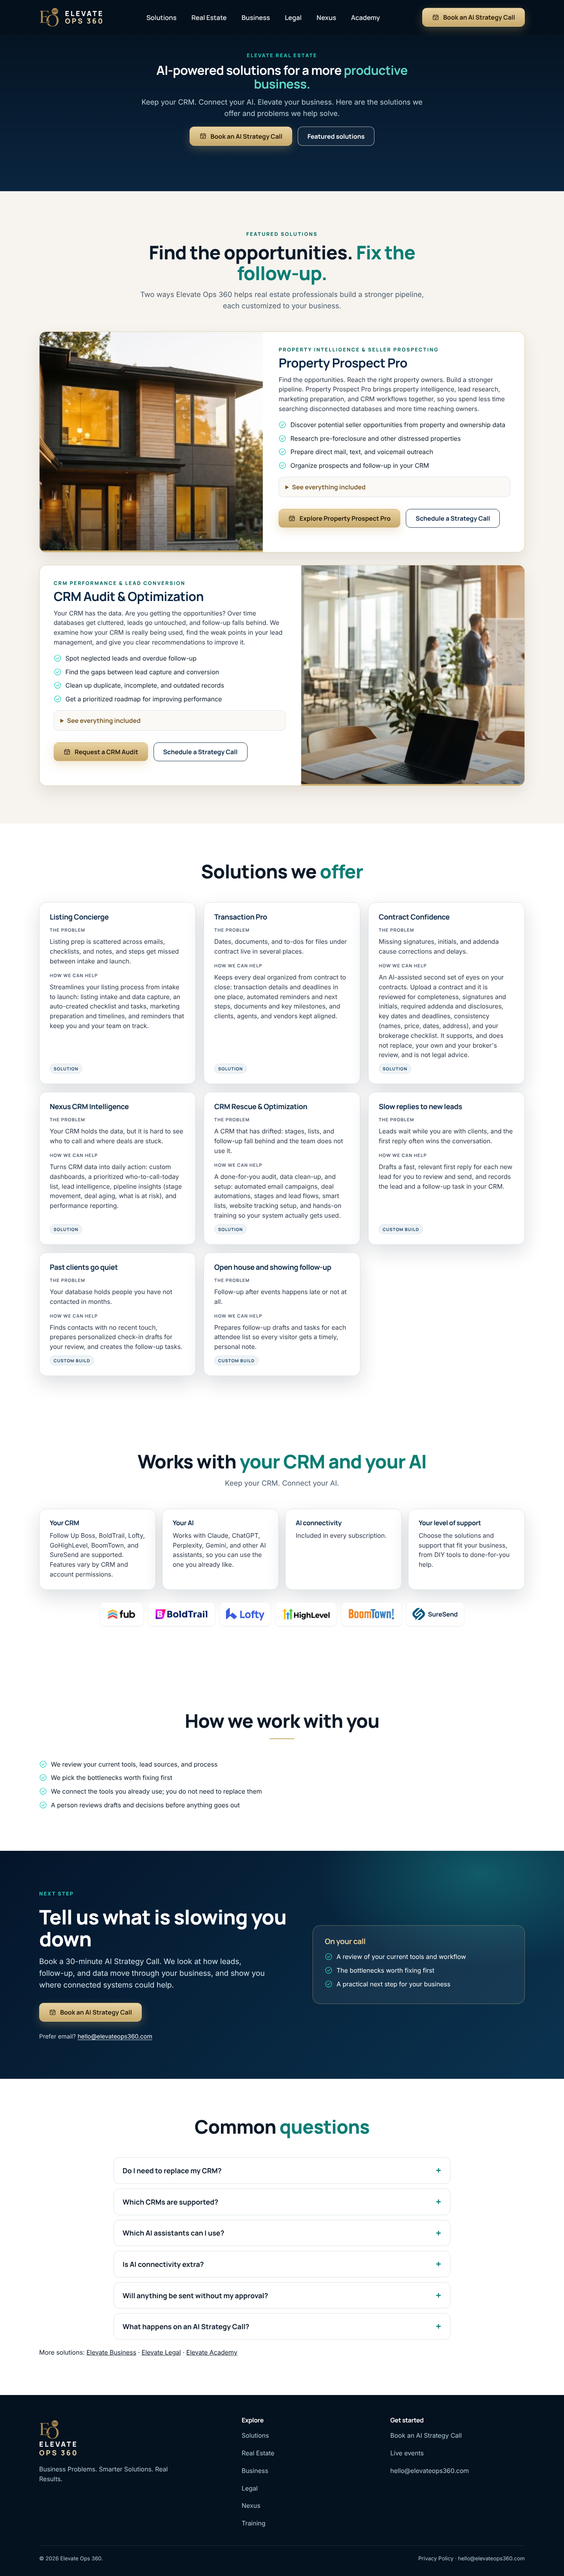 ELEVATE
OPS 360
Solutions
Real Estate
Business
Legal
Nexus
Academy
Book an AI Strategy Call
ELEVATE REAL ESTATE
AI-powered solutions for a more productive
business.
Keep your CRM. Connect your AI. Elevate your business. Here are the solutions we
offer and problems we help solve.
Book an AI Strategy Call
Featured solutions
FEATURED SOLUTIONS
Find the opportunities. Fix the
follow-up.
Two ways Elevate Ops 360 helps real estate professionals build a stronger pipeline,
each customized to your business.
PROPERTY INTELLIGENCE & SELLER PROSPECTING
Property Prospect Pro
Find the opportunities. Reach the right property owners. Build a stronger
pipeline. Property Prospect Pro brings property intelligence, lead research,
marketing preparation, and CRM workflows together, so you spend less time
searching disconnected databases and more time reaching owners.
Discover potential seller opportunities from property and ownership data
Research pre-foreclosure and other distressed properties
Prepare direct mail, text, and voicemail outreach
Organize prospects and follow-up in your CRM
See everything included
Explore Property Prospect Pro
Schedule a Strategy Call
CRM PERFORMANCE & LEAD CONVERSION
CRM Audit & Optimization
Your CRM has the data. Are you getting the opportunities? Over time
databases get cluttered, leads go untouched, and follow-up falls behind. We
examine how your CRM is really being used, find the weak points in your lead
management, and give you clear recommendations to improve it.
Spot neglected leads and overdue follow-up
Find the gaps between lead capture and conversion
Clean up duplicate, incomplete, and outdated records
Get a prioritized roadmap for improving performance
See everything included
Request a CRM Audit
Schedule a Strategy Call
Solutions we offer
Listing Concierge
THE PROBLEM
Listing prep is scattered across emails,
checklists, and notes, and steps get missed
between intake and launch.
HOW WE CAN HELP
Streamlines your listing process from intake
to launch: listing intake and data capture, an
auto-created prep checklist, tasks, marketing
preparation and timelines, and reminders that
keep you and your team on track.
SOLUTION
Transaction Pro
THE PROBLEM
Dates, documents, and to-dos for files under
contract live in several places.
HOW WE CAN HELP
Keeps every deal organized from contract to
close: transaction details and deadlines in
one place, automated reminders and next
steps, documents and key milestones, and
clients, agents, and vendors kept aligned.
SOLUTION
Contract Confidence
THE PROBLEM
Missing signatures, initials, and addenda
cause corrections and delays.
HOW WE CAN HELP
An AI-assisted second set of eyes on your
contracts. Upload a contract and it is
reviewed for completeness, signatures and
initials, required addenda and disclosures,
key dates and deadlines, consistency
(names, price, dates, address), and your
brokerage checklist. It supports, and does
not replace, your own and your broker's
review, and is not legal advice.
SOLUTION
Nexus CRM Intelligence
THE PROBLEM
Your CRM holds the data, but it is hard to see
who to call and where deals are stuck.
HOW WE CAN HELP
Turns CRM data into daily action: custom
dashboards, a prioritized who-to-call-today
list, lead intelligence, pipeline insights (stage
movement, deal aging, what is at risk), and
performance reporting.
SOLUTION
CRM Rescue & Optimization
THE PROBLEM
A CRM that has drifted: stages, lists, and
follow-up fall behind and the team does not
use it.
HOW WE CAN HELP
A done-for-you audit, data clean-up, and
setup: automated email campaigns, deal
automations, stages and lead flows, smart
lists, website tracking setup, and hands-on
training so your system actually gets used.
SOLUTION
Slow replies to new leads
THE PROBLEM
Leads wait while you are with clients, and the
first reply often wins the conversation.
HOW WE CAN HELP
Drafts a fast, relevant first reply for each new
lead for you to review and send, and records
the lead and a follow-up task in your CRM.
CUSTOM BUILD
Past clients go quiet
THE PROBLEM
Your database holds people you have not
contacted in months.
HOW WE CAN HELP
Finds contacts with no recent touch,
prepares personalized check-in drafts for
your review, and creates the follow-up tasks.
CUSTOM BUILD
Open house and showing follow-up
THE PROBLEM
Follow-up after events happens late or not at
all.
HOW WE CAN HELP
Prepares follow-up drafts and tasks for each
attendee list so every visitor gets a timely,
personal note.
CUSTOM BUILD
Works with your CRM and your AI
Keep your CRM. Connect your AI.
Your CRM
Follow Up Boss, BoldTrail, Lofty,
GoHighLevel, BoomTown, and
SureSend are supported.
Features vary by CRM and
account permissions.
Your AI
Works with Claude, ChatGPT,
Perplexity, Gemini, and other AI
assistants; so you can use the
one you already like.
AI connectivity
Included in every subscription.
Your level of support
Choose the solutions and
support that fit your business,
from DIY tools to done-for-you
help.
fub
BoldTrail
Lofty
HighLevel
BoomTown!
SureSend
How we work with you
We review your current tools, lead sources, and process
We pick the bottlenecks worth fixing first
We connect the tools you already use; you do not need to replace them
A person reviews drafts and decisions before anything goes out
NEXT STEP
Tell us what is slowing you
down
Book a 30-minute AI Strategy Call. We look at how leads,
follow-up, and data move through your business, and show you
where connected systems could help.
Book an AI Strategy Call
Prefer email? hello@elevateops360.com
On your call
A review of your current tools and workflow
The bottlenecks worth fixing first
A practical next step for your business
Common questions
Do I need to replace my CRM?
Which CRMs are supported?
Which AI assistants can I use?
Is AI connectivity extra?
Will anything be sent without my approval?
What happens on an AI Strategy Call?
More solutions: Elevate Business · Elevate Legal · Elevate Academy
ELEVATE
OPS 360
Business Problems. Smarter Solutions. Real
Results.
Explore
Solutions
Real Estate
Business
Legal
Nexus
Training
Get started
Book an AI Strategy Call
Live events
hello@elevateops360.com
© 2026 Elevate Ops 360.
Privacy Policy · hello@elevateops360.com